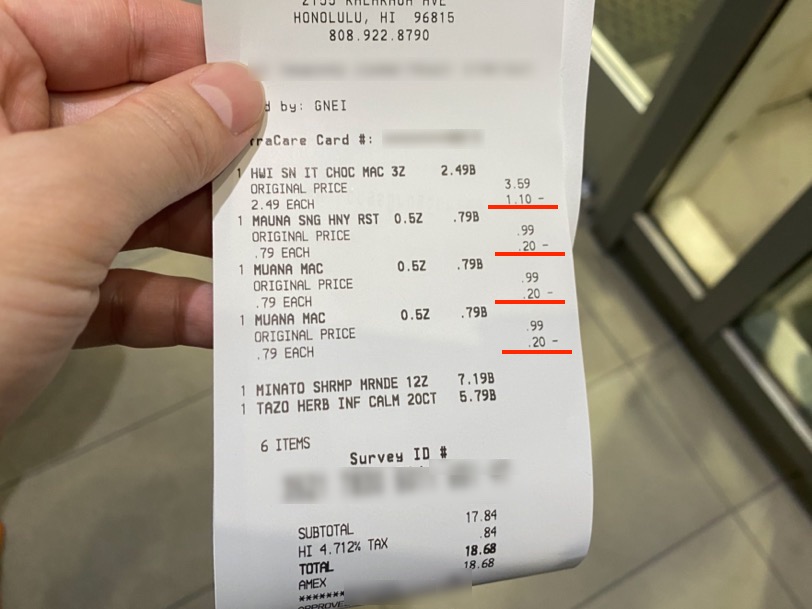 HONOLULU, HI 96815
808.922.8790
d by: GNEI
raCare Card #:
1 HWI SN IT CHOC MAC 3Z 2.49B
ORIGINAL PRICE 3.59
2.49 EACH 1.10 -
1 MAUNA SNG HNY RST 0.5Z .79B
ORIGINAL PRICE .99
.79 EACH .20 -
1 MUANA MAC 0.5Z .79B
ORIGINAL PRICE .99
.79 EACH .20 -
1 MUANA MAC 0.5Z .79B
ORIGINAL PRICE .99
.79 EACH .20 -
1 MINATO SHRMP MRNDE 12Z 7.19B
1 TAZO HERB INF CALM 20CT 5.79B
6 ITEMS
Survey ID #
SUBTOTAL 17.84
HI 4.712% TAX .84
TOTAL 18.68
AMEX 18.68
*******
APPROVE